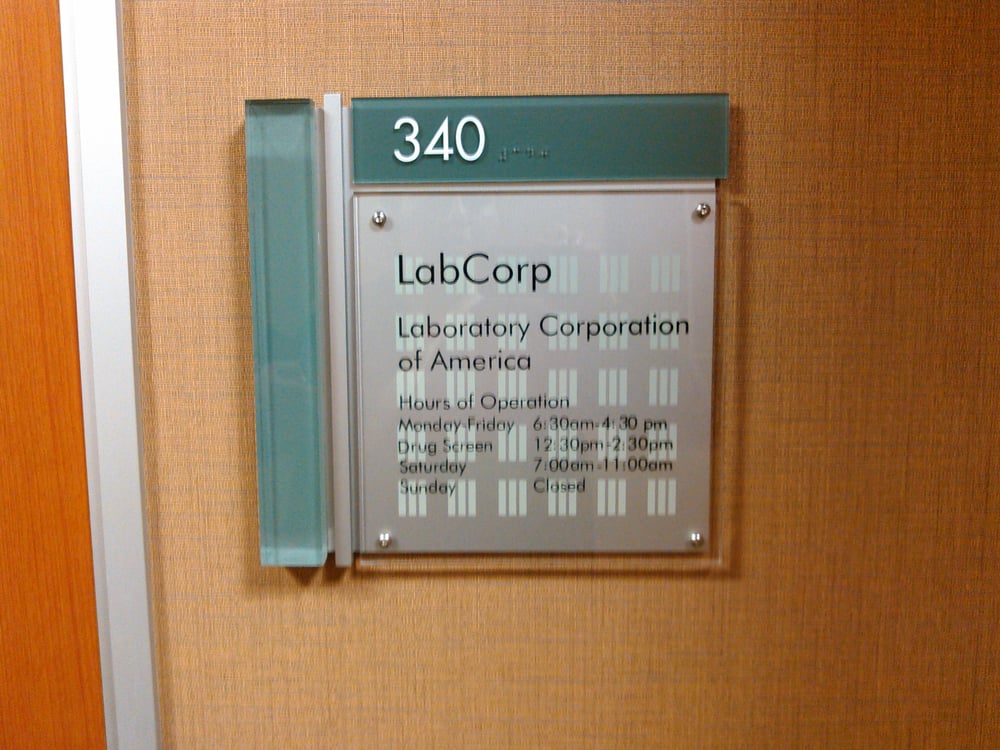 340
LabCorp
Laboratory Corporation
of America
Hours of Operation
Monday-Friday 6:30am-4:30 pm
Drug Screen 12:30pm-2:30pm
Saturday 7:00am-11:00am
Sunday Closed